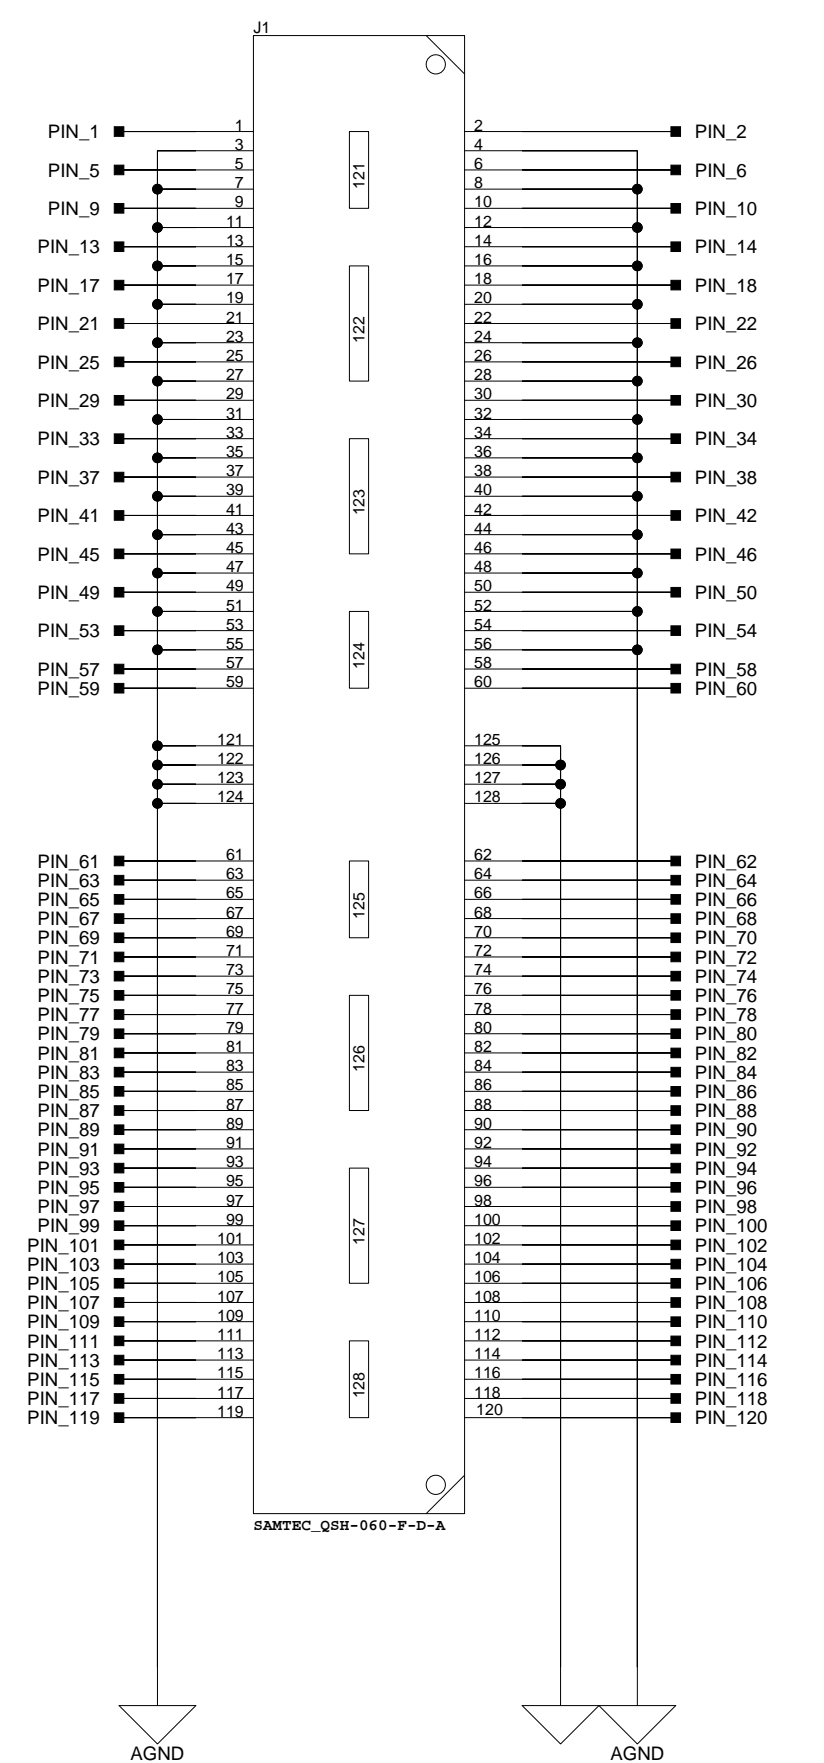 J1
PIN_1 1 2 PIN_2
3 4
PIN_5 5 6 PIN_6
7 8
PIN_9 9 10 PIN_10
11 12
PIN_13 13 14 PIN_14
15 16
PIN_17 17 18 PIN_18
19 20
PIN_21 21 22 PIN_22
23 24
PIN_25 25 26 PIN_26
27 28
PIN_29 29 30 PIN_30
31 32
PIN_33 33 34 PIN_34
35 36
PIN_37 37 38 PIN_38
39 40
PIN_41 41 42 PIN_42
43 44
PIN_45 45 46 PIN_46
47 48
PIN_49 49 50 PIN_50
51 52
PIN_53 53 54 PIN_54
55 56
PIN_57 57 58 PIN_58
PIN_59 59 60 PIN_60
121
122
123
124
121 125
122 126
123 127
124 128
PIN_61 61 62 PIN_62
PIN_63 63 64 PIN_64
PIN_65 65 66 PIN_66
PIN_67 67 68 PIN_68
PIN_69 69 70 PIN_70
PIN_71 71 72 PIN_72
PIN_73 73 74 PIN_74
PIN_75 75 76 PIN_76
PIN_77 77 78 PIN_78
PIN_79 79 80 PIN_80
PIN_81 81 82 PIN_82
PIN_83 83 84 PIN_84
PIN_85 85 86 PIN_86
PIN_87 87 88 PIN_88
PIN_89 89 90 PIN_90
PIN_91 91 92 PIN_92
PIN_93 93 94 PIN_94
PIN_95 95 96 PIN_96
PIN_97 97 98 PIN_98
PIN_99 99 100 PIN_100
PIN_101 101 102 PIN_102
PIN_103 103 104 PIN_104
PIN_105 105 106 PIN_106
PIN_107 107 108 PIN_108
PIN_109 109 110 PIN_110
PIN_111 111 112 PIN_112
PIN_113 113 114 PIN_114
PIN_115 115 116 PIN_116
PIN_117 117 118 PIN_118
PIN_119 119 120 PIN_120
125
126
127
128
SAMTEC_QSH-060-F-D-A
AGND AGND